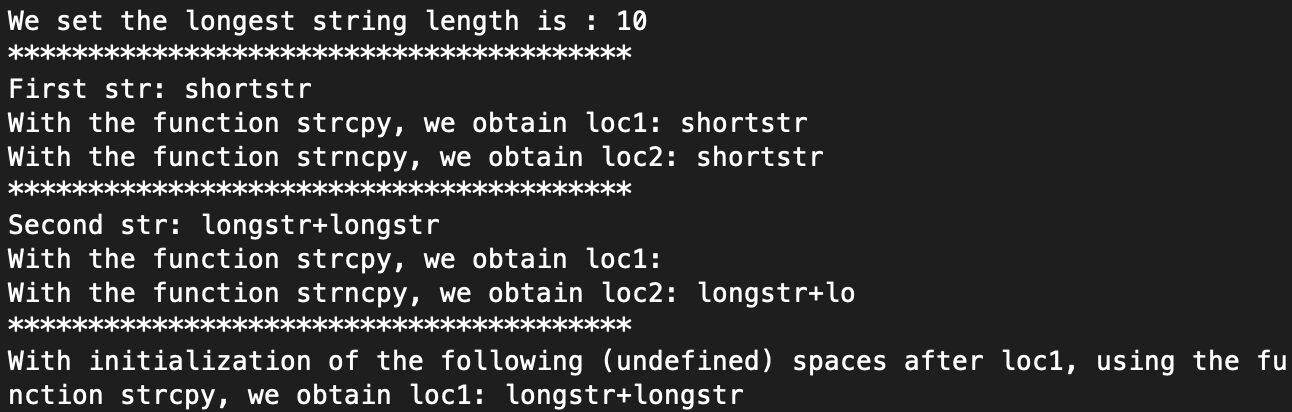 We set the longest string length is : 10
***************************************
First str: shortstr
With the function strcpy, we obtain loc1: shortstr
With the function strncpy, we obtain loc2: shortstr
***************************************
Second str: longstr+longstr
With the function strcpy, we obtain loc1:
With the function strncpy, we obtain loc2: longstr+lo
***************************************
With initialization of the following (undefined) spaces after loc1, using the fu
nction strcpy, we obtain loc1: longstr+longstr